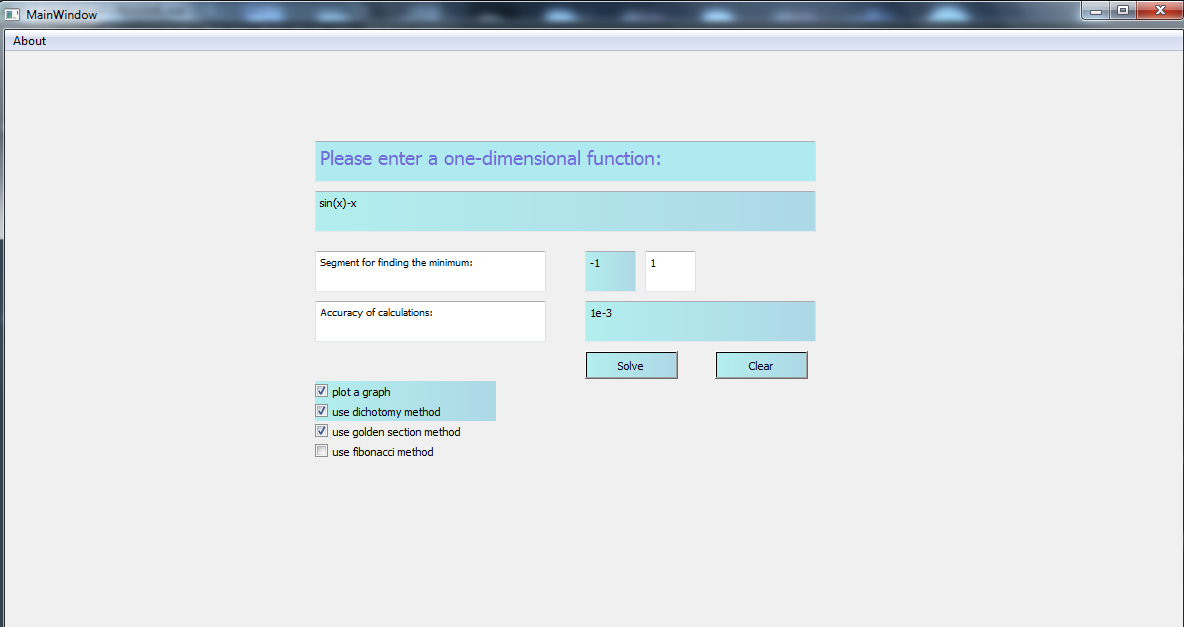 MainWindow
About
Please enter a one-dimensional function:
sin(x)-x
Segment for finding the minimum:
-1
1
Accuracy of calculations:
1e-3
Solve
Clear
plot a graph
use dichotomy method
use golden section method
use fibonacci method